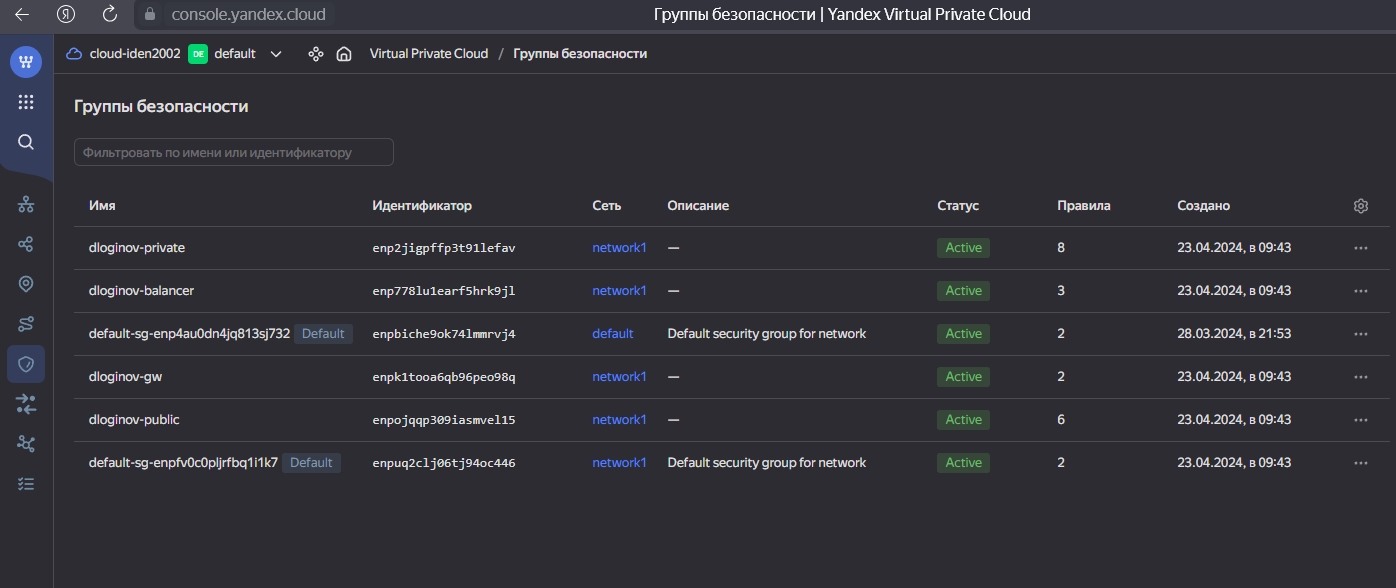 Я console.yandex.cloud Группы безопасности | Yandex Virtual Private Cloud
cloud-iden2002 DE default Virtual Private Cloud / Группы безопасности
Группы безопасности
Фильтровать по имени или идентификатору
Имя Идентификатор Сеть Описание Статус Правила Создано
dloginov-private enp2jigpffp3t91lefav network1 — Active 8 23.04.2024, в 09:43
dloginov-balancer enp778lu1earf5hrk9jl network1 — Active 3 23.04.2024, в 09:43
default-sg-enp4au0dn4jq813sj732 Default enpbiche9ok74lmmrvj4 default Default security group for network Active 2 28.03.2024, в 21:53
dloginov-gw enpk1tooa6qb96peo98q network1 — Active 2 23.04.2024, в 09:43
dloginov-public enpojqqp309iasmvel15 network1 — Active 6 23.04.2024, в 09:43
default-sg-enpfv0c0pljrfbq1i1k7 Default enpuq2clj06tj94oc446 network1 Default security group for network Active 2 23.04.2024, в 09:43